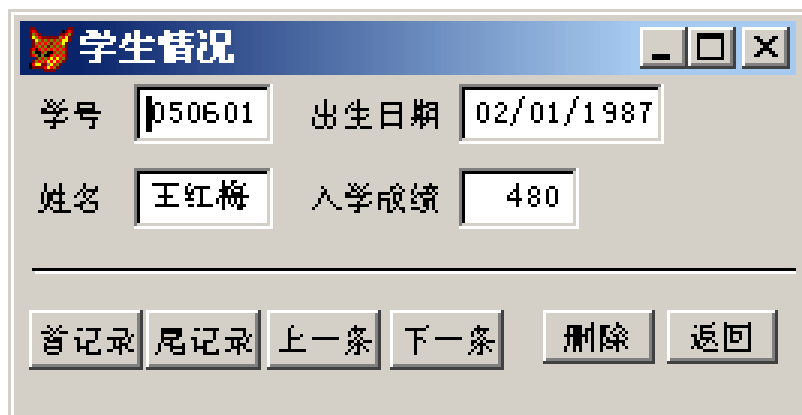 学生情况
学号 050601 出生日期 02/01/1987
姓名 王红梅 入学成绩 480
首记录 尾记录 上一条 下一条 删除 返回